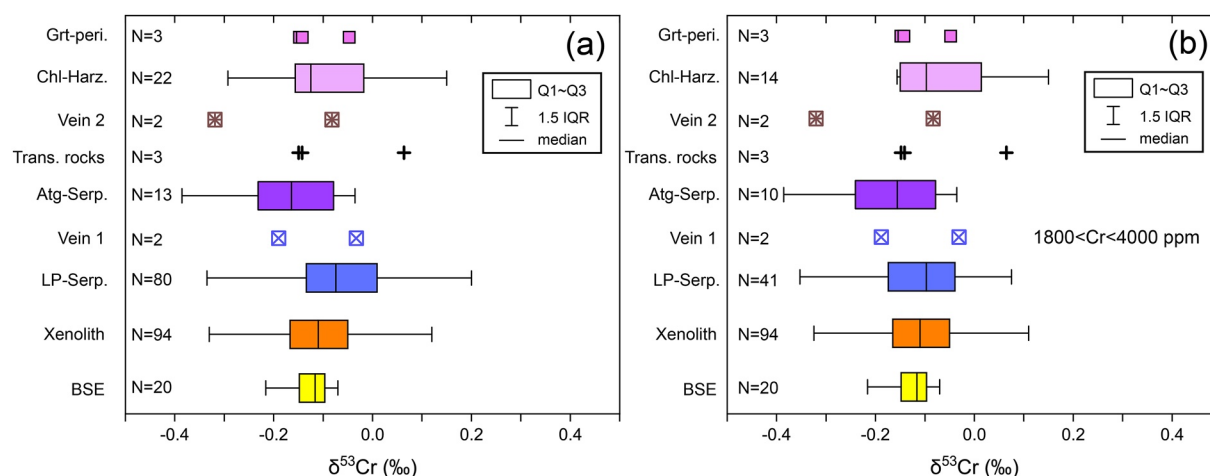 Grt-peri. N=3 (a)
Chl-Harz. N=22
Q1~Q3
Vein 2 N=2 1.5 IQR
median
Trans. rocks N=3
Atg-Serp. N=13
Vein 1 N=2
LP-Serp. N=80
Xenolith N=94
BSE N=20
-0.4 -0.2 0.0 0.2 0.4
δ⁵³Cr (‰)
Grt-peri. N=3 (b)
Chl-Harz. N=14
Q1~Q3
Vein 2 N=2 1.5 IQR
median
Trans. rocks N=3
Atg-Serp. N=10
Vein 1 N=2 1800<Cr<4000 ppm
LP-Serp. N=41
Xenolith N=94
BSE N=20
-0.4 -0.2 0.0 0.2 0.4
δ⁵³Cr (‰)